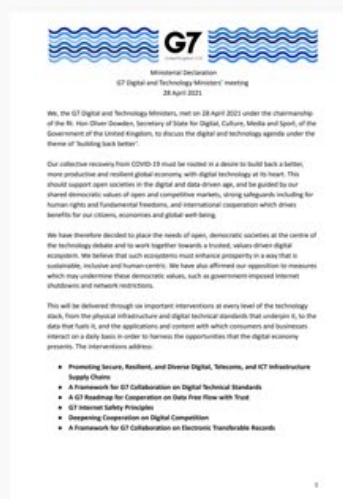 G7
Ministerial Declaration
G7 Digital and Technology Ministers' meeting
28 April 2021
We, the G7 Digital and Technology Ministers, met on 28 April 2021 under the chairmanship
of the Rt. Hon Oliver Dowden, Secretary of State for Digital, Culture, Media and Sport, of the
Government of the United Kingdom, to discuss the digital and technology agenda under the
theme of 'building back better'.
Our collective recovery from COVID-19 must be rooted in a desire to build back a better,
more productive and resilient global economy, with digital technology at its heart. This
should support open societies in the digital and data-driven age, and be guided by our
shared democratic values of open and competitive markets, strong safeguards including for
human rights and fundamental freedoms, and international cooperation which drives
benefits for our citizens, economies and global well-being.
We have therefore decided to place the needs of open, democratic societies at the centre of
the technology debate and to work together towards a trusted, values-driven digital
ecosystem. We believe that such ecosystems must enhance prosperity in a way that is
sustainable, inclusive and human-centric. We have also affirmed our opposition to measures
which may undermine these democratic values, such as government-imposed Internet
shutdowns and network restrictions.
This will be delivered through six important interventions at every level of the technology
stack, from the physical infrastructure and digital technical standards that underpin it, to the
data that fuels it, and the applications and content with which consumers and businesses
interact on a daily basis in order to harness the opportunities that the digital economy
presents. The interventions address:
● Promoting Secure, Resilient, and Diverse Digital, Telecoms, and ICT Infrastructure
Supply Chains
● A Framework for G7 Collaboration on Digital Technical Standards
● A G7 Roadmap for Cooperation on Data Free Flow with Trust
● G7 Internet Safety Principles
● Deepening Cooperation on Digital Competition
● A Framework for G7 Collaboration on Electronic Transferable Records